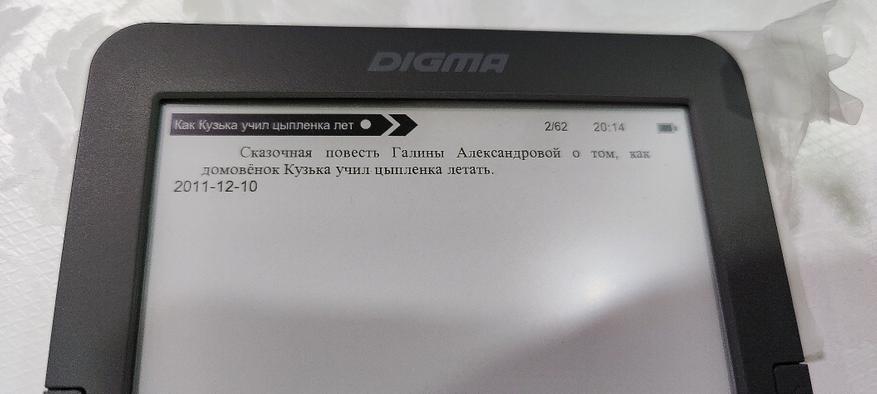 DIGMA
Как Кузька учил цыпленка лет 2/62 20:14
Сказочная повесть Галины Александровой о том, как
домовёнок Кузька учил цыпленка летать.
2011-12-10